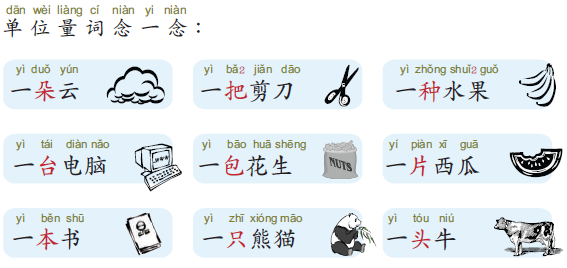 dān wèi liàng cí niàn yi niàn
单位量词念一念：
yì duǒ yún yì bǎ2 jiǎn dāo yì zhǒng shuǐ2 guǒ
一朵云 一把剪刀 一种水果
yì tái diàn nǎo yì bāo huā shēng yí piàn xī guā
一台电脑 一包花生 NUTS 一片西瓜
yì běn shū yì zhī xióng māo yì tóu niú
一本书 一只熊猫 一头牛